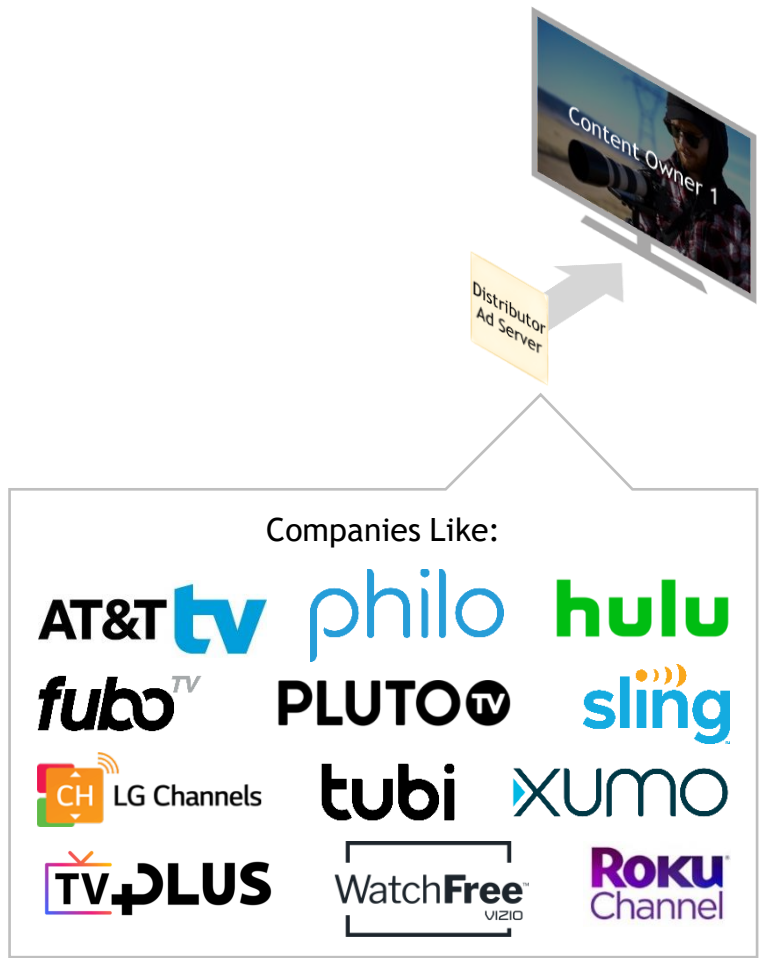 Content Owner 1
Distributor
Ad Server
Companies Like:
AT&T tv
philo
hulu
fubo TV
PLUTO TV
sling
CH LG Channels
tubi
XUMO
TV PLUS
WatchFree™
VIZIO
Roku
Channel